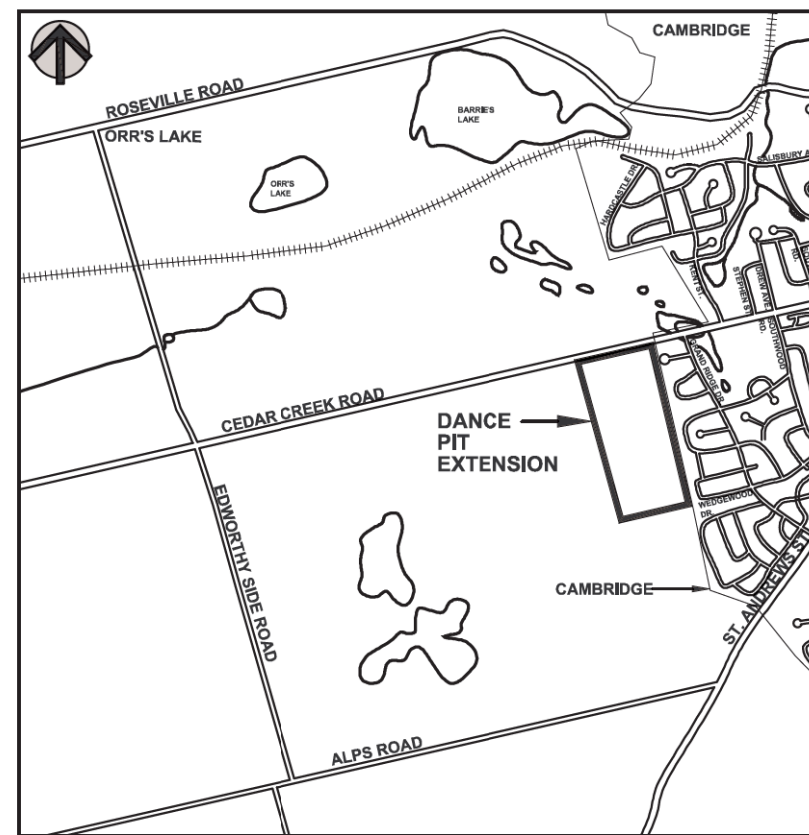 CAMBRIDGE
ROSEVILLE ROAD
BARRIE'S
LAKE
ORR'S LAKE
ORR'S
LAKE
SALISBURY A
HARDCASTLE DR.
KENT ST.
STEPHEN ST.
DREW AVE.
RD.
SOUTHWOOD
RD.
GRAND RIDGE DR.
CEDAR CREEK ROAD
DANCE
PIT
EXTENSION
EDWORTHY SIDE ROAD
WEDGEWOOD
DR.
CAMBRIDGE
ST. ANDREWS ST
ALPS ROAD